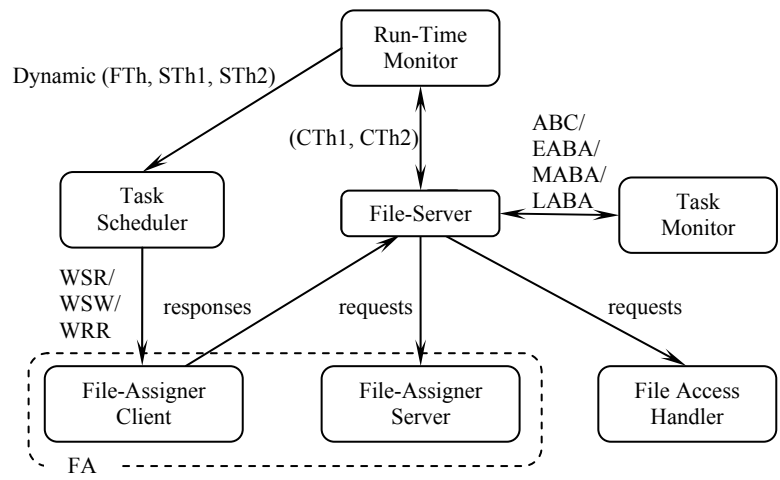 Run-Time
Monitor
Dynamic (FTh, STh1, STh2)
(CTh1, CTh2)
ABC/
EABA/
MABA/
LABA
Task
Scheduler
File-Server
Task
Monitor
WSR/
WSW/
WRR
responses
requests
requests
File-Assigner
Client
File-Assigner
Server
File Access
Handler
FA